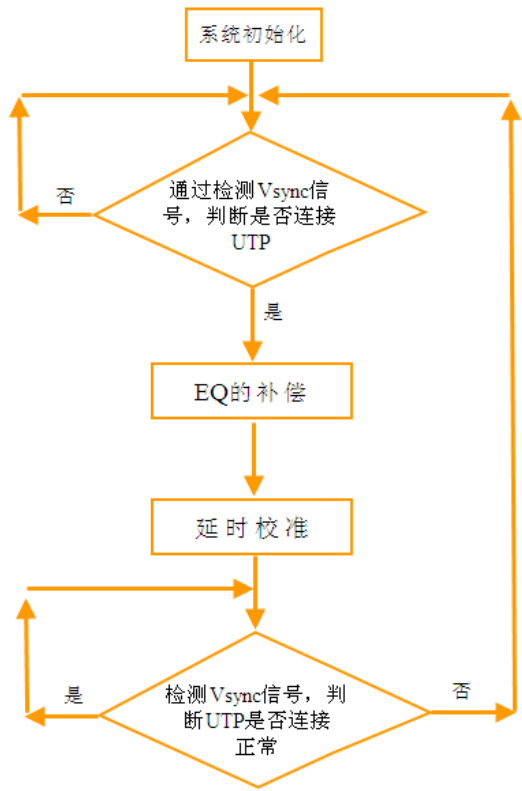 系统初始化
通过检测Vsync信
否
号，判断是否连接
UTP
是
EQ的补偿
延时校准
检测Vsync信号，判
是
否
断UTP是否连接
正常